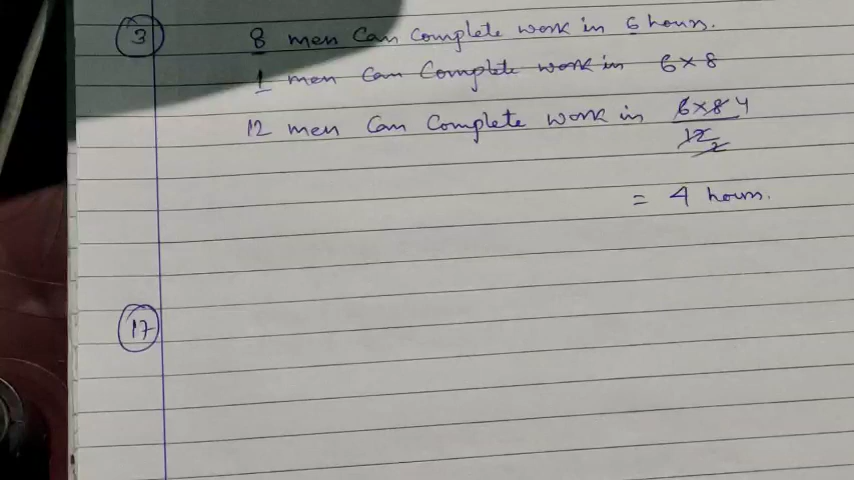 3 8 men can complete work in 6 hours.
1 men can complete work in 6 × 8
12 men can complete work in 6 × 8 4
12 2
= 4 hours.
17